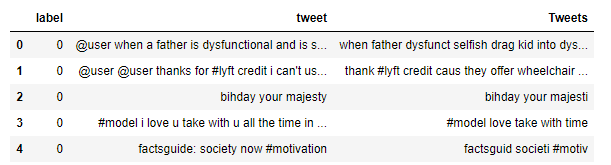 label tweet Tweets
0 0 @user when a father is dysfunctional and is s... when father dysfunct selfish drag kid into dys...
1 0 @user @user thanks for #lyft credit i can't us... thank #lyft credit caus they offer wheelchair ...
2 0 bihday your majesty bihday your majesti
3 0 #model i love u take with u all the time in ... #model love take with time
4 0 factsguide: society now #motivation factsguid societi #motiv